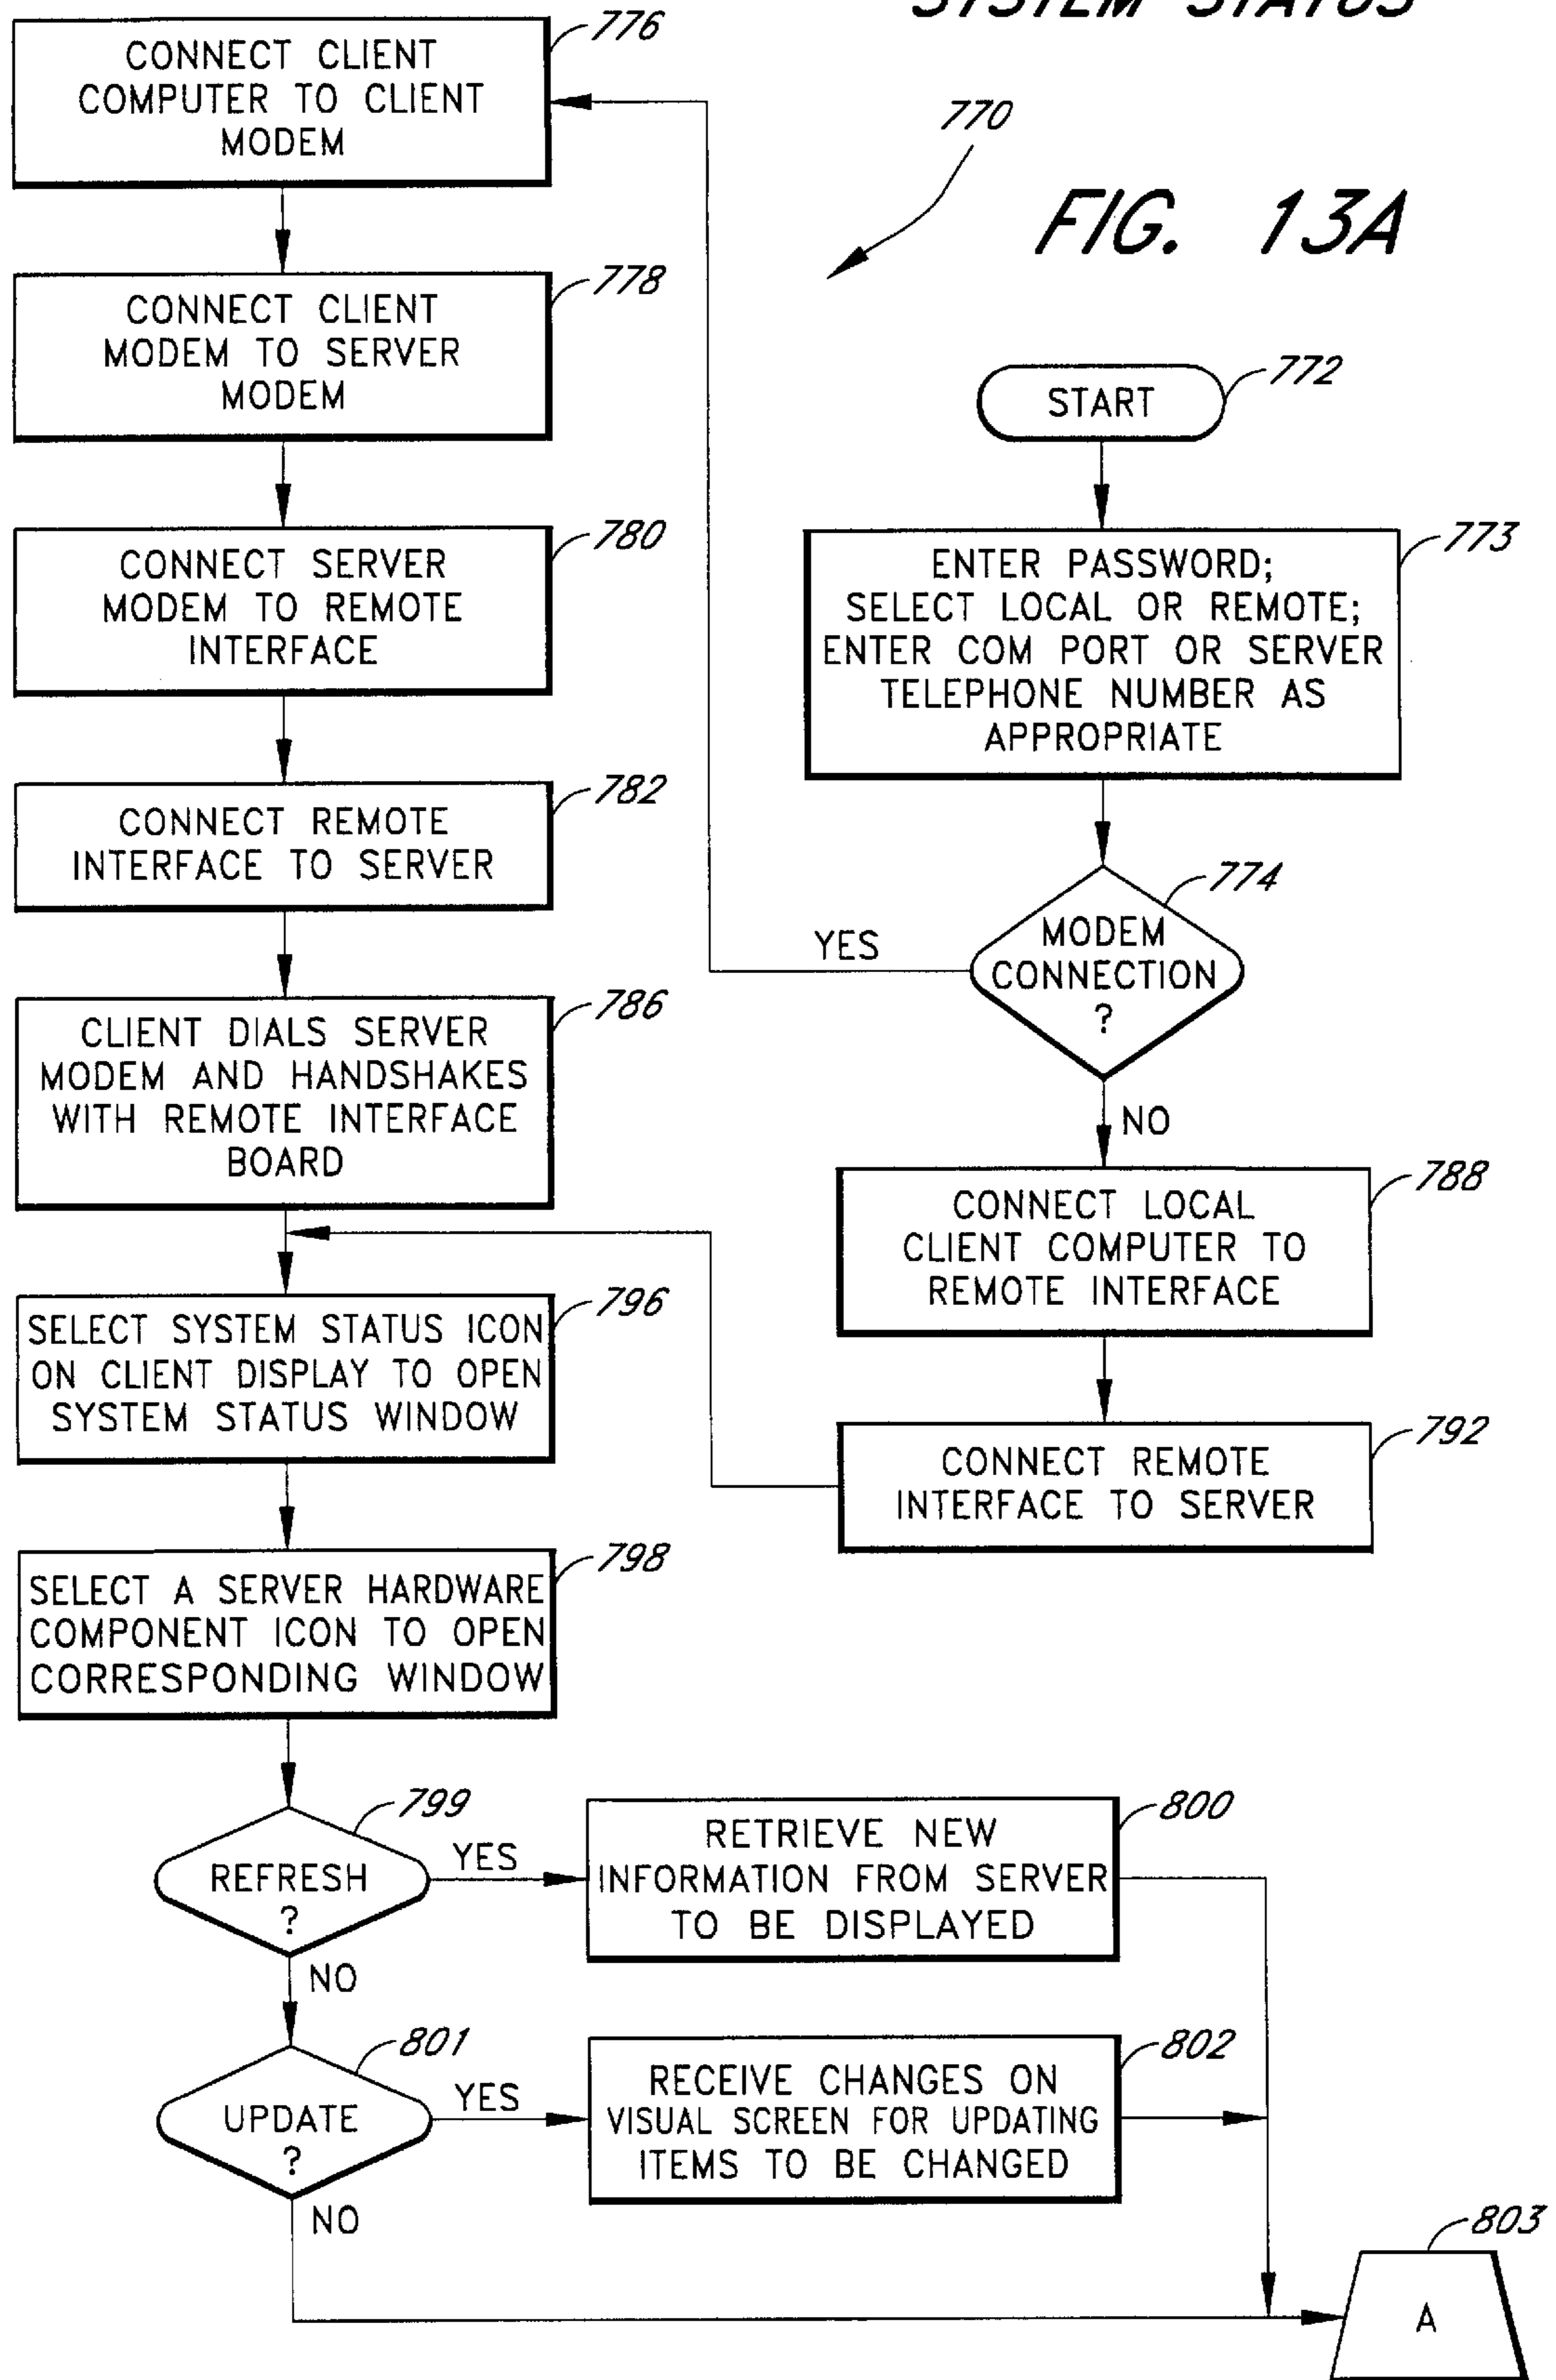 SYSTEM STATUS
776
CONNECT CLIENT
COMPUTER TO CLIENT
MODEM
770
FIG. 13A
778
CONNECT CLIENT
MODEM TO SERVER
MODEM
772
START
780
CONNECT SERVER
MODEM TO REMOTE
INTERFACE
773
ENTER PASSWORD;
SELECT LOCAL OR REMOTE;
ENTER COM PORT OR SERVER
TELEPHONE NUMBER AS
APPROPRIATE
782
CONNECT REMOTE
INTERFACE TO SERVER
774
MODEM
CONNECTION
?
YES
NO
786
CLIENT DIALS SERVER
MODEM AND HANDSHAKES
WITH REMOTE INTERFACE
BOARD
788
CONNECT LOCAL
CLIENT COMPUTER TO
REMOTE INTERFACE
796
SELECT SYSTEM STATUS ICON
ON CLIENT DISPLAY TO OPEN
SYSTEM STATUS WINDOW
792
CONNECT REMOTE
INTERFACE TO SERVER
798
SELECT A SERVER HARDWARE
COMPONENT ICON TO OPEN
CORRESPONDING WINDOW
799
REFRESH
?
YES
NO
800
RETRIEVE NEW
INFORMATION FROM SERVER
TO BE DISPLAYED
801
UPDATE
?
YES
NO
802
RECEIVE CHANGES ON
VISUAL SCREEN FOR UPDATING
ITEMS TO BE CHANGED
803
A